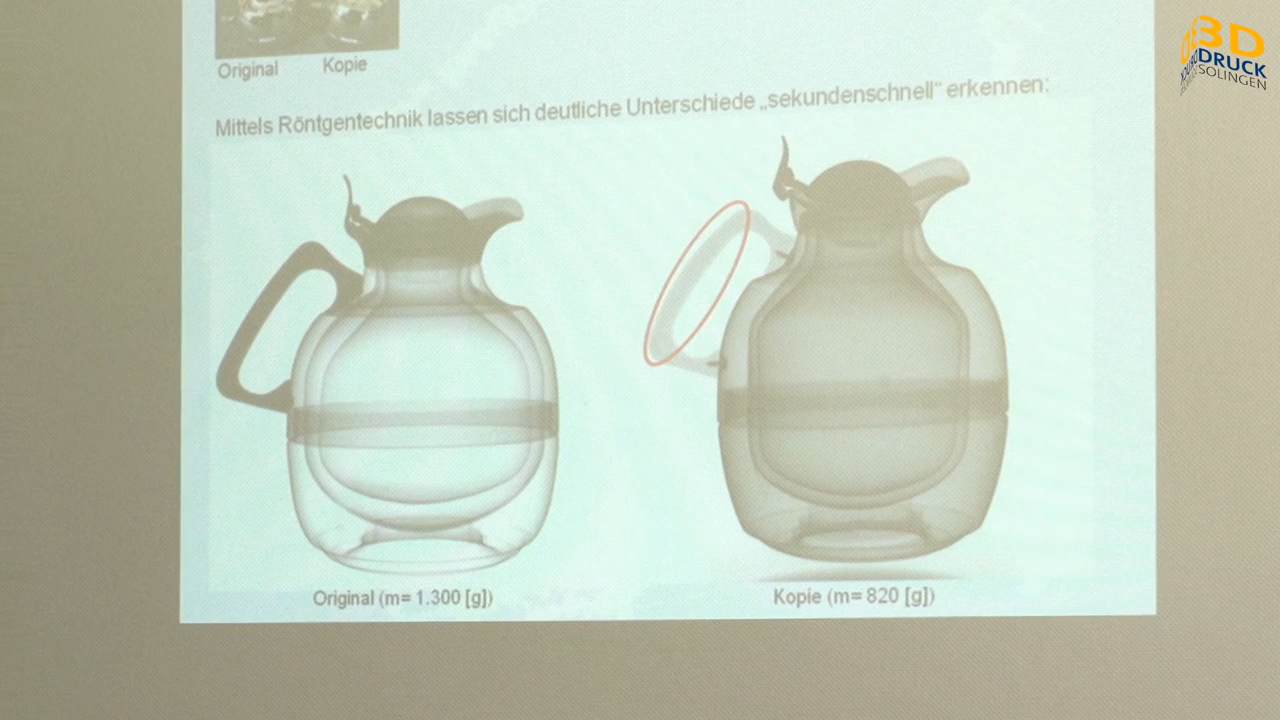 3D
DRUCK
SOLINGEN
Original
Kopie
Mittels Röntgentechnik lassen sich deutliche Unterschiede „sekundenschnell“ erkennen:
Original (m= 1.300 [g])
Kopie (m= 820 [g])